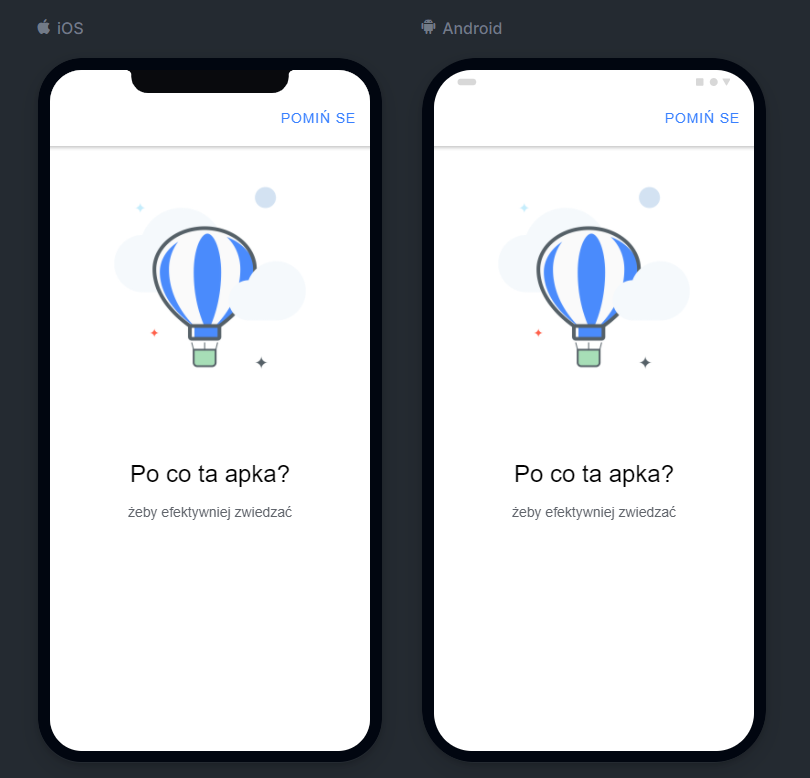 iOS
POMIŃ SE
Po co ta apka?
żeby efektywniej zwiedzać
Android
POMIŃ SE
Po co ta apka?
żeby efektywniej zwiedzać